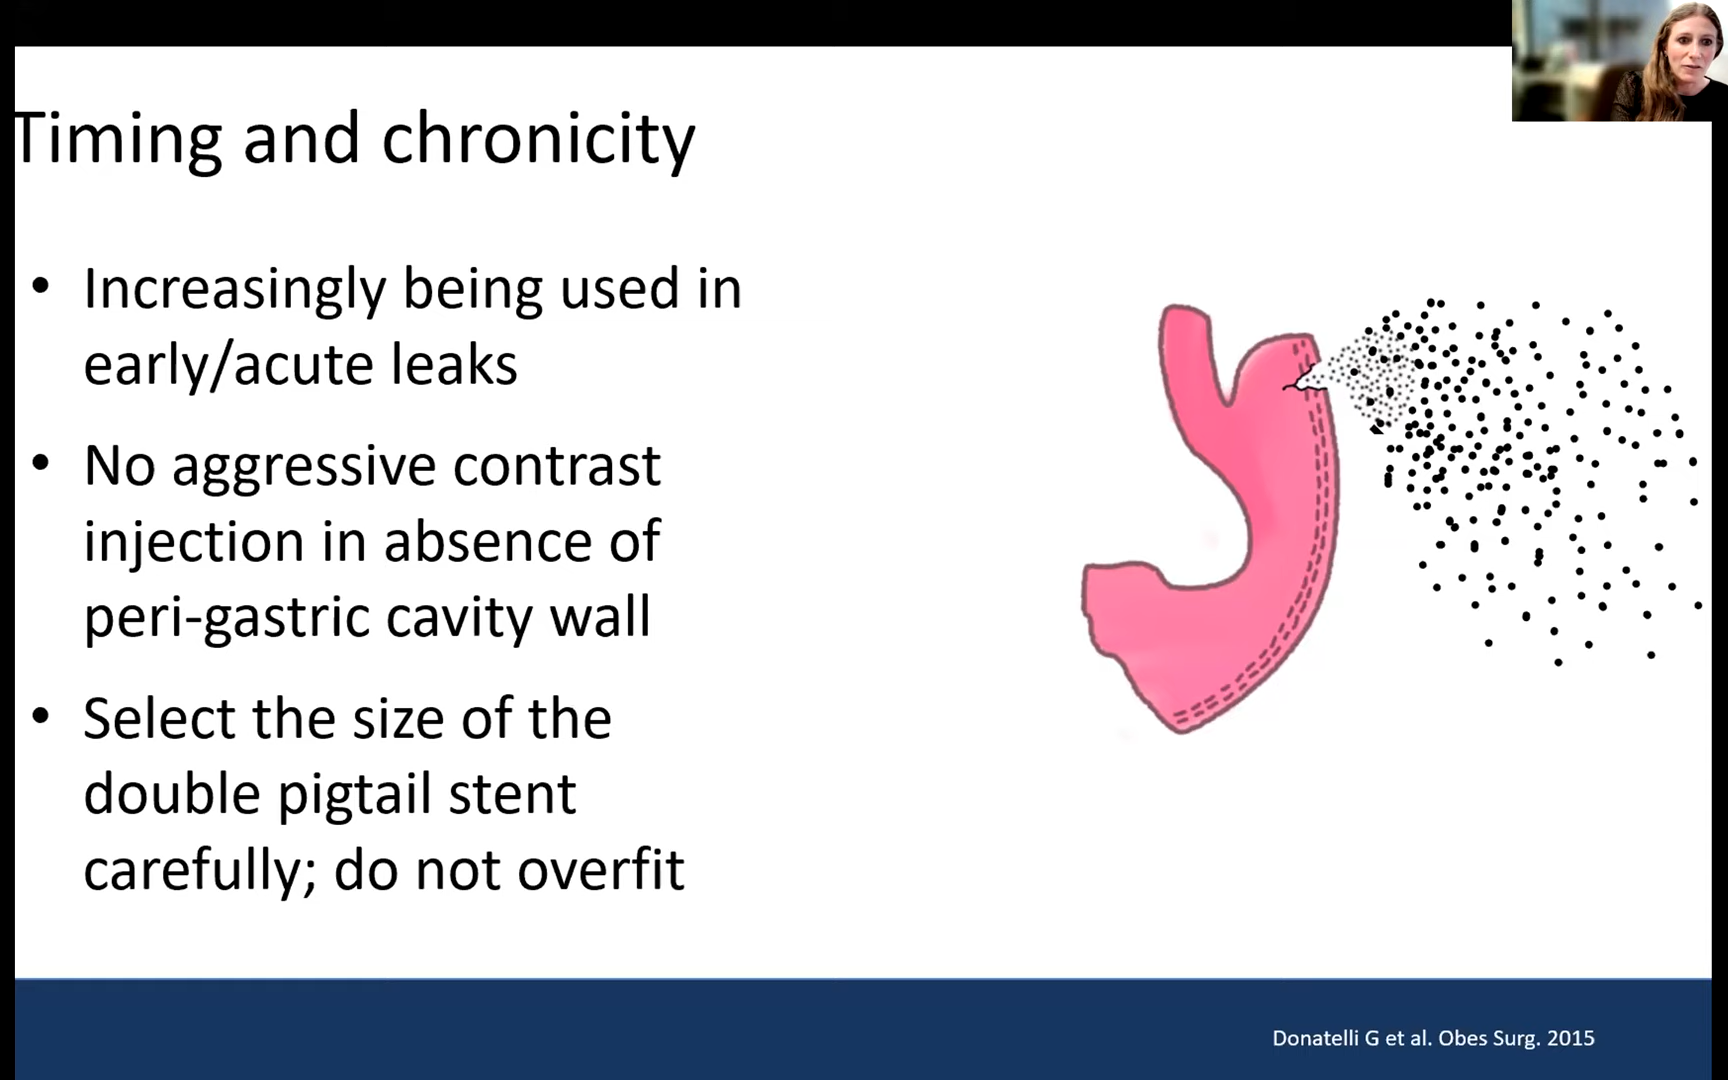 Timing and chronicity
• Increasingly being used in
early/acute leaks
• No aggressive contrast
injection in absence of
peri-gastric cavity wall
• Select the size of the
double pigtail stent
carefully; do not overfit
Donatelli G et al. Obes Surg. 2015